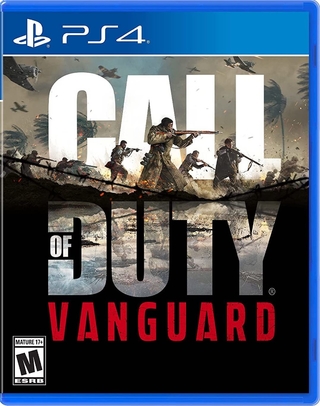 PS4
CALL
OF DUTY®
VANGUARD
MATURE 17+
M
ESRB